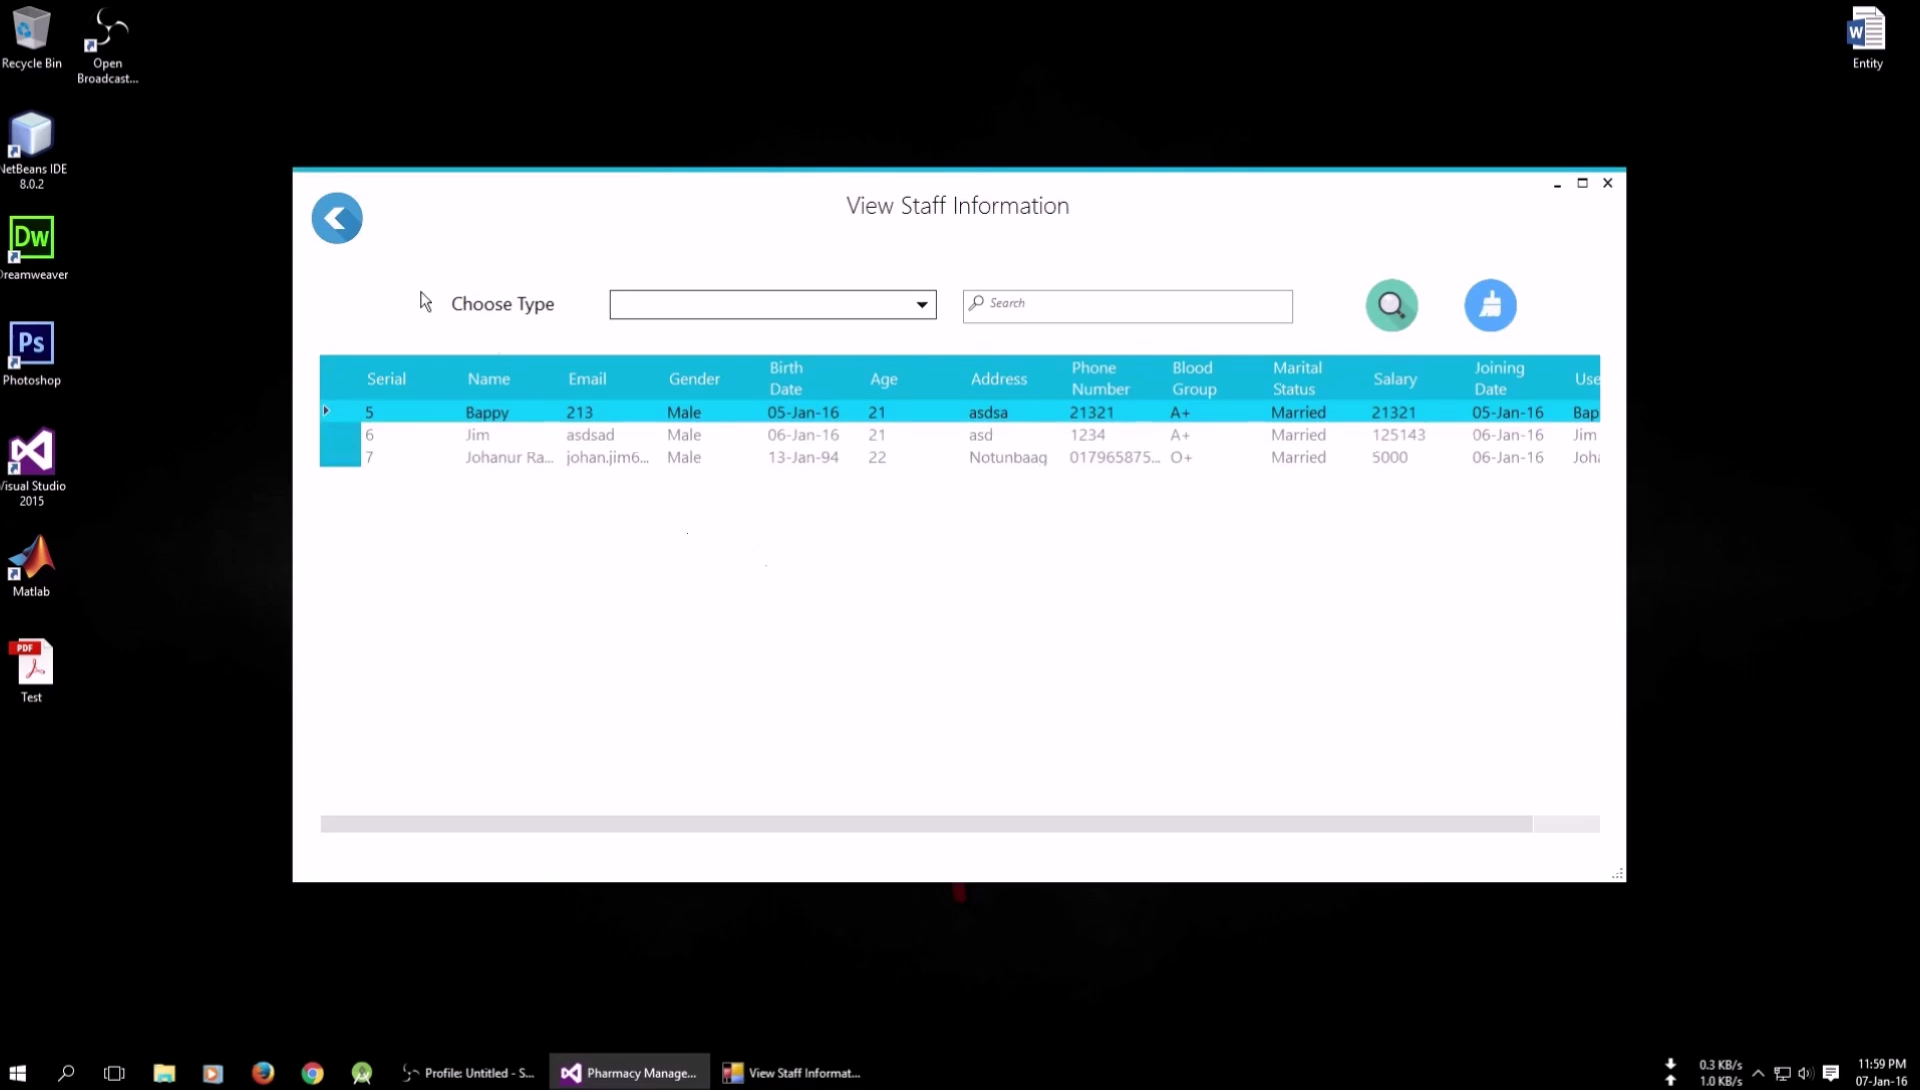 Recycle Bin
Open
Broadcast...
Entity
NetBeans IDE
8.0.2
Dw
Dreamweaver
Ps
Photoshop
Visual Studio
2015
Matlab
PDF
Test
W
View Staff Information
Choose Type
Search
Serial Name Email Gender Birth Date Age Address Phone Number Blood Group Marital Status Salary Joining Date Use
5 Bappy 213 Male 05-Jan-16 21 asdsa 21321 A+ Married 21321 05-Jan-16 Bap
6 Jim asdsad Male 06-Jan-16 21 asd 1234 A+ Married 125143 06-Jan-16 Jim
7 Johanur Ra... johan.jim6... Male 13-Jan-94 22 Notunbaaq 017965875... O+ Married 5000 06-Jan-16 Joha
Profile: Untitled - S...
Pharmacy Manage...
View Staff Informat...
0.3 KB/s
1.0 KB/s
11:59 PM
07-Jan-16